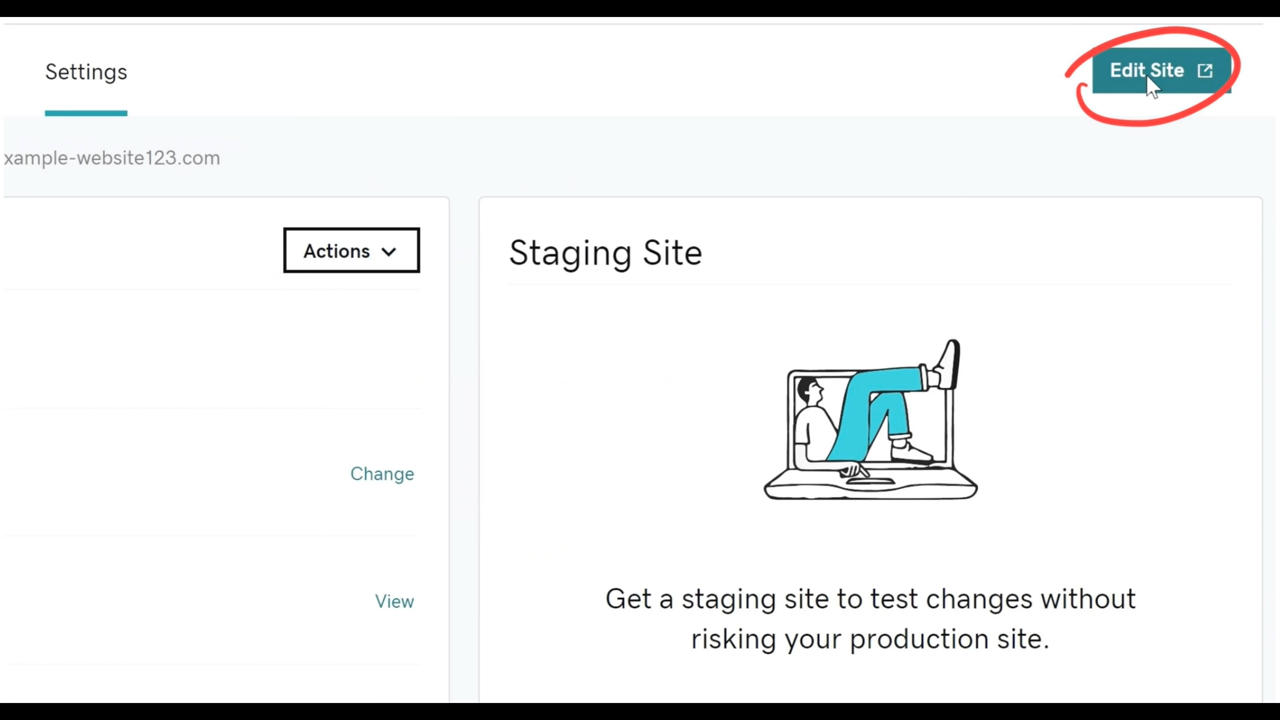 Settings
Edit Site
xample-website123.com
Actions
Staging Site
Change
View
Get a staging site to test changes without
risking your production site.